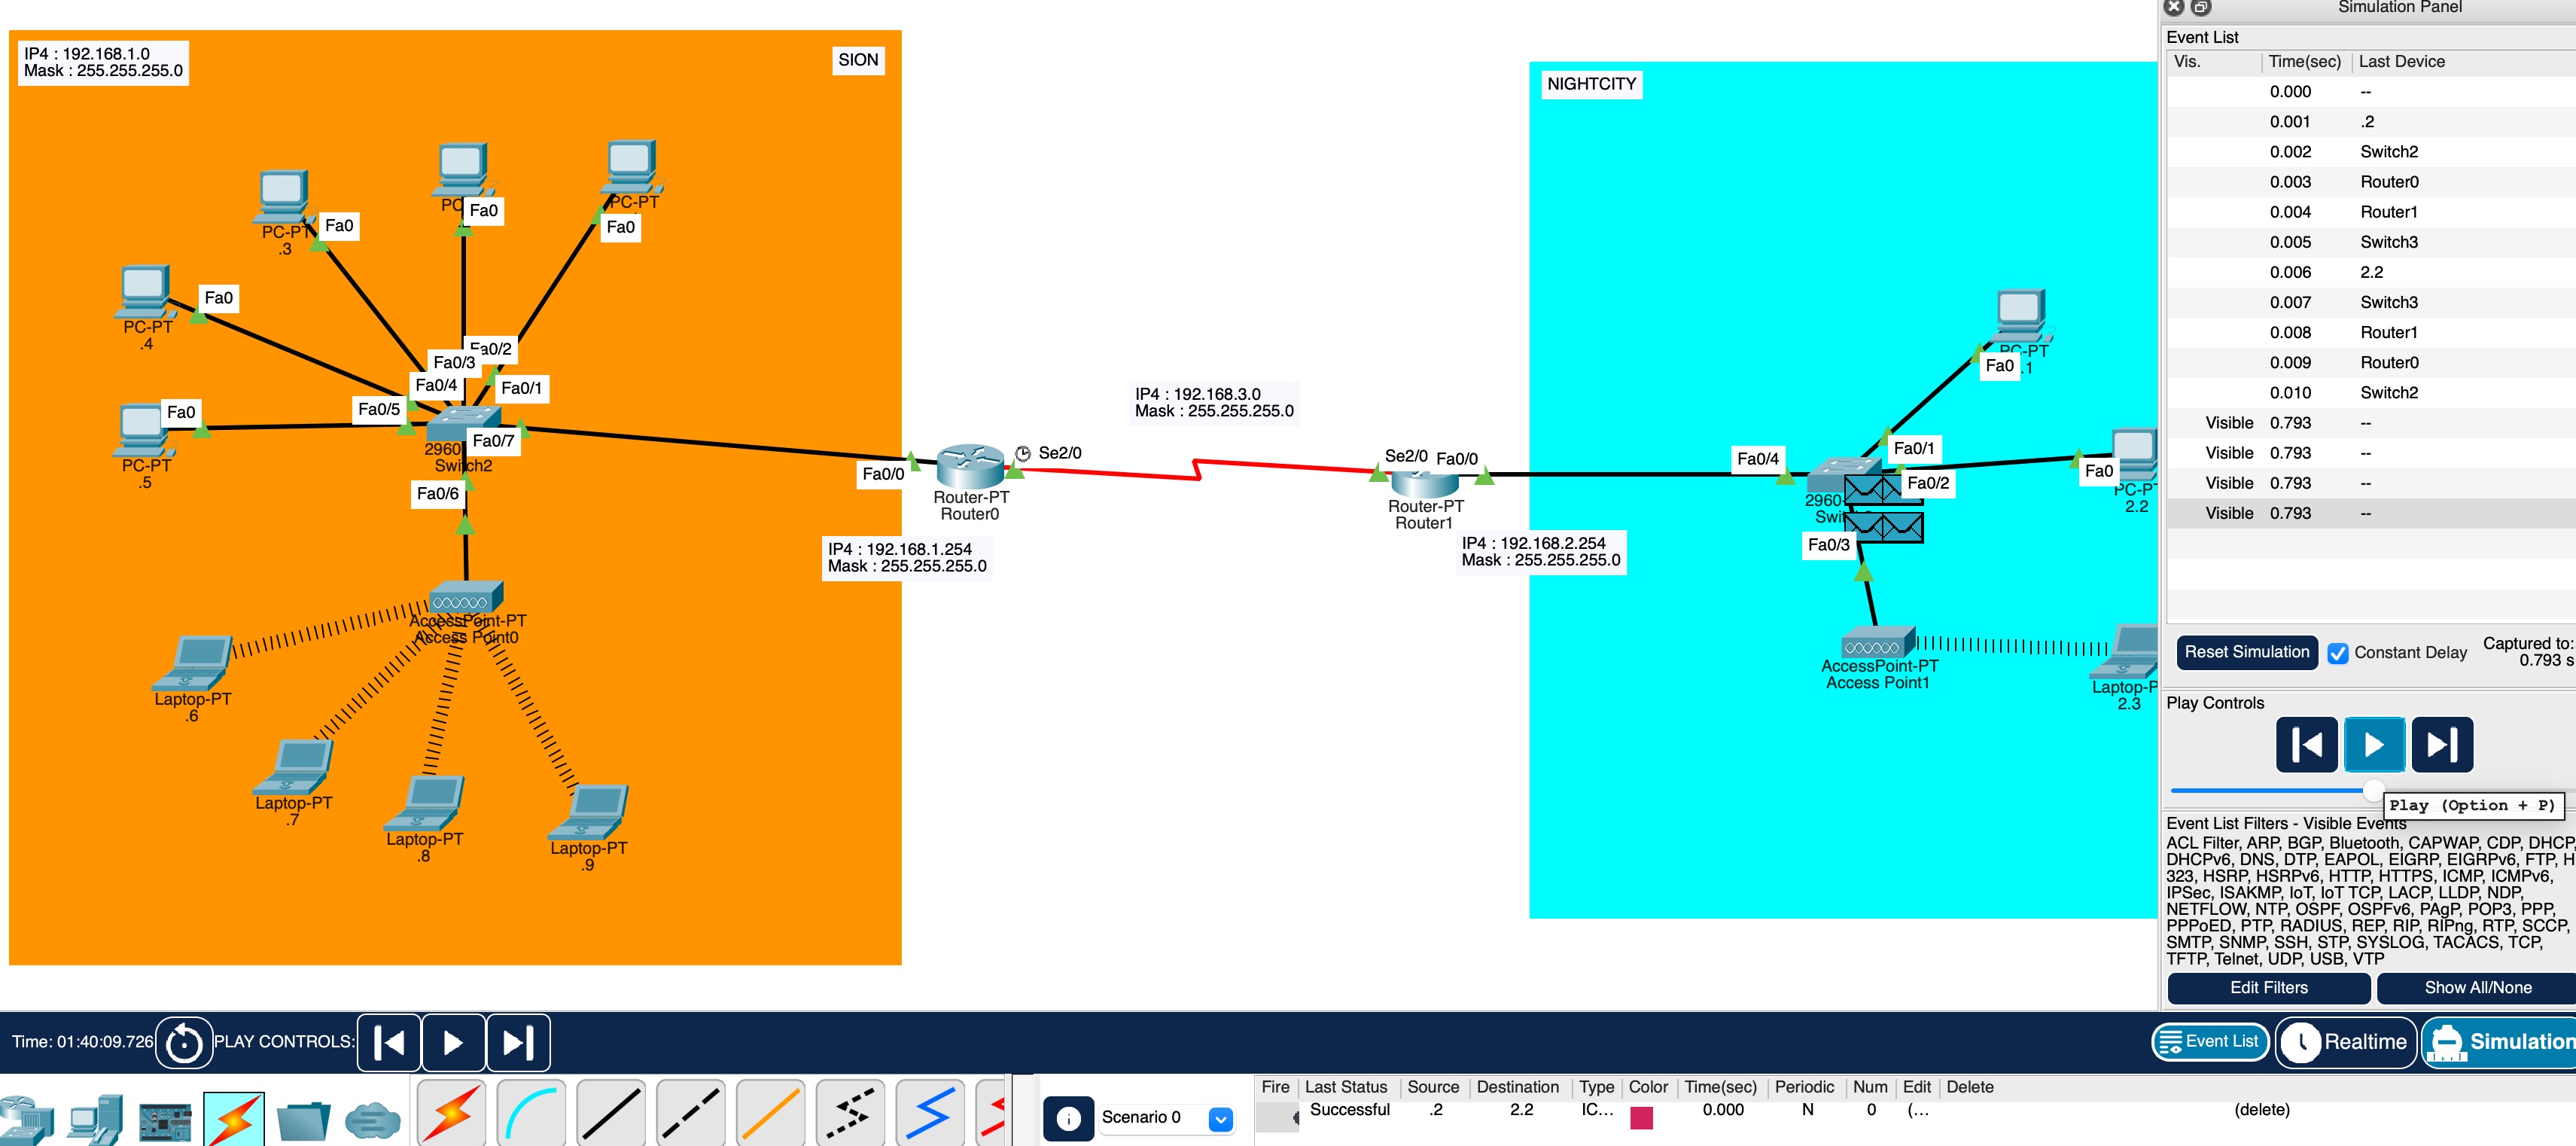 IP4 : 192.168.1.0
Mask : 255.255.255.0
SION
PC-PT
.3
Fa0
PC
Fa0
PC-PT
Fa0
PC-PT
.4
Fa0
PC-PT
.5
Fa0
Fa0/2
Fa0/3
Fa0/4
Fa0/1
Fa0/5
Fa0/7
2960
Switch2
Fa0/6
AccessPoint-PT
Access Point0
Laptop-PT
.6
Laptop-PT
.7
Laptop-PT
.8
Laptop-PT
.9
Fa0/0
Router-PT
Router0
Se2/0
IP4 : 192.168.1.254
Mask : 255.255.255.0
IP4 : 192.168.3.0
Mask : 255.255.255.0
Se2/0
Fa0/0
Router-PT
Router1
IP4 : 192.168.2.254
Mask : 255.255.255.0
NIGHTCITY
PC-PT
.1
Fa0
Fa0/4
Fa0/1
Fa0/2
Fa0
PC-P
2.2
2960
Swit
Fa0/3
AccessPoint-PT
Access Point1
Laptop-P
2.3
Simulation Panel
Event List
Vis. Time(sec) Last Device
0.000 --
0.001 .2
0.002 Switch2
0.003 Router0
0.004 Router1
0.005 Switch3
0.006 2.2
0.007 Switch3
0.008 Router1
0.009 Router0
0.010 Switch2
Visible 0.793 --
Visible 0.793 --
Visible 0.793 --
Visible 0.793 --
Reset Simulation
Constant Delay
Captured to:
0.793 s
Play Controls
Play (Option + P)
Event List Filters - Visible Events
ACL Filter, ARP, BGP, Bluetooth, CAPWAP, CDP, DHCP,
DHCPv6, DNS, DTP, EAPOL, EIGRP, EIGRPv6, FTP, H
323, HSRP, HSRPv6, HTTP, HTTPS, ICMP, ICMPv6,
IPSec, ISAKMP, IoT, IoT TCP, LACP, LLDP, NDP,
NETFLOW, NTP, OSPF, OSPFv6, PAgP, POP3, PPP,
PPPoED, PTP, RADIUS, REP, RIP, RIPng, RTP, SCCP,
SMTP, SNMP, SSH, STP, SYSLOG, TACACS, TCP,
TFTP, Telnet, UDP, USB, VTP
Edit Filters
Show All/None
Time: 01:40:09.726
PLAY CONTROLS:
Event List
Realtime
Simulation
Scenario 0
Fire Last Status Source Destination Type Color Time(sec) Periodic Num Edit Delete
Successful .2 2.2 IC... 0.000 N 0 (... (delete)